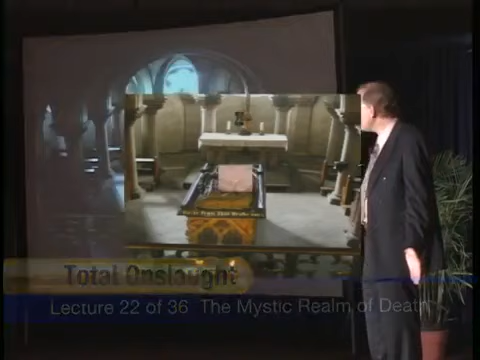 Total Onslaught
Lecture 22 of 36 The Mystic Realm of Death